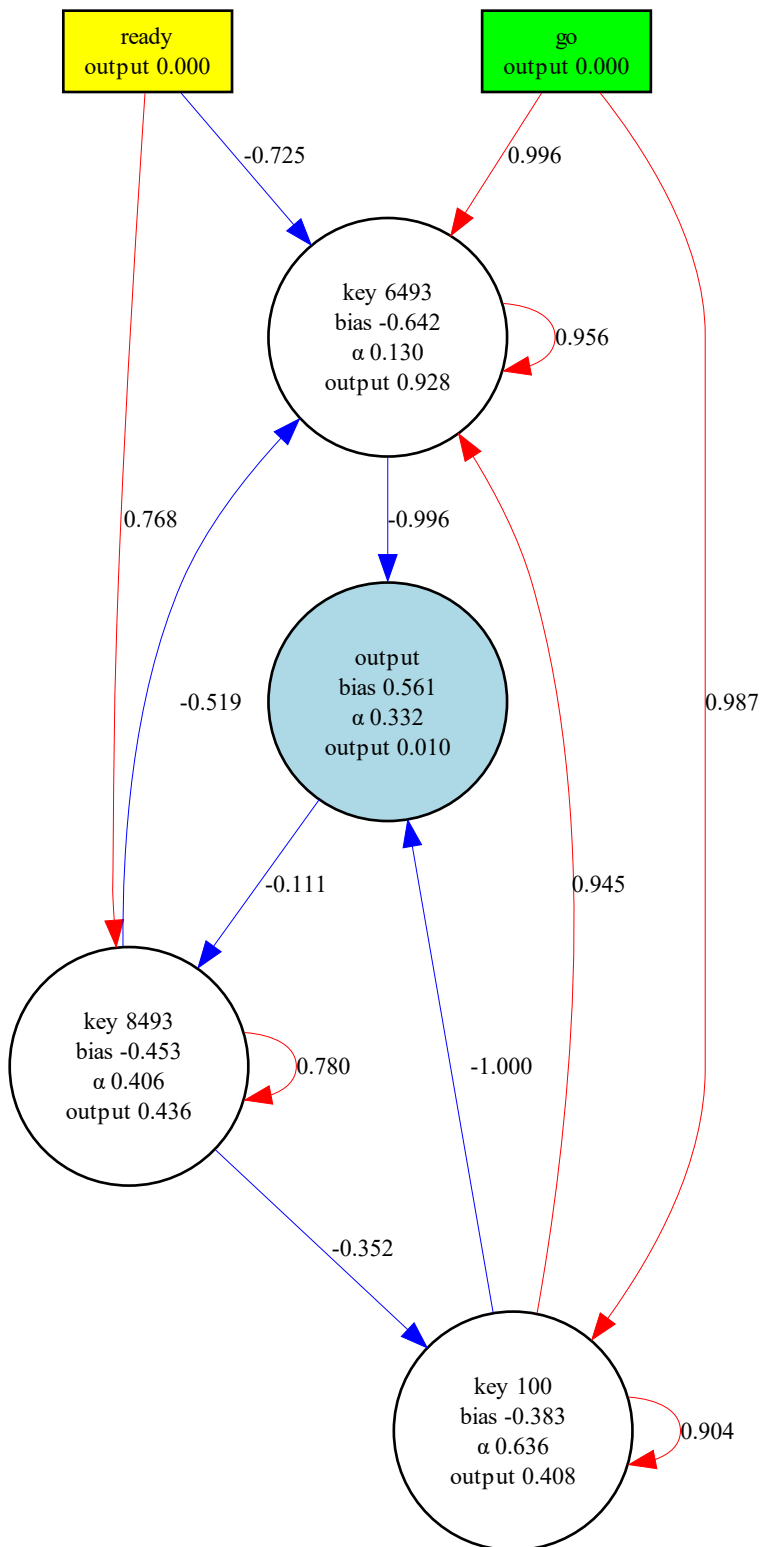 ready
output 0.000
go
output 0.000
-0.725
0.996
key 6493
bias -0.642
α 0.130
output 0.928
0.956
0.768
-0.996
output
bias 0.561
α 0.332
output 0.010
-0.519
0.987
-0.111
0.945
key 8493
bias -0.453
α 0.406
output 0.436
0.780
-1.000
-0.352
key 100
bias -0.383
α 0.636
output 0.408
0.904